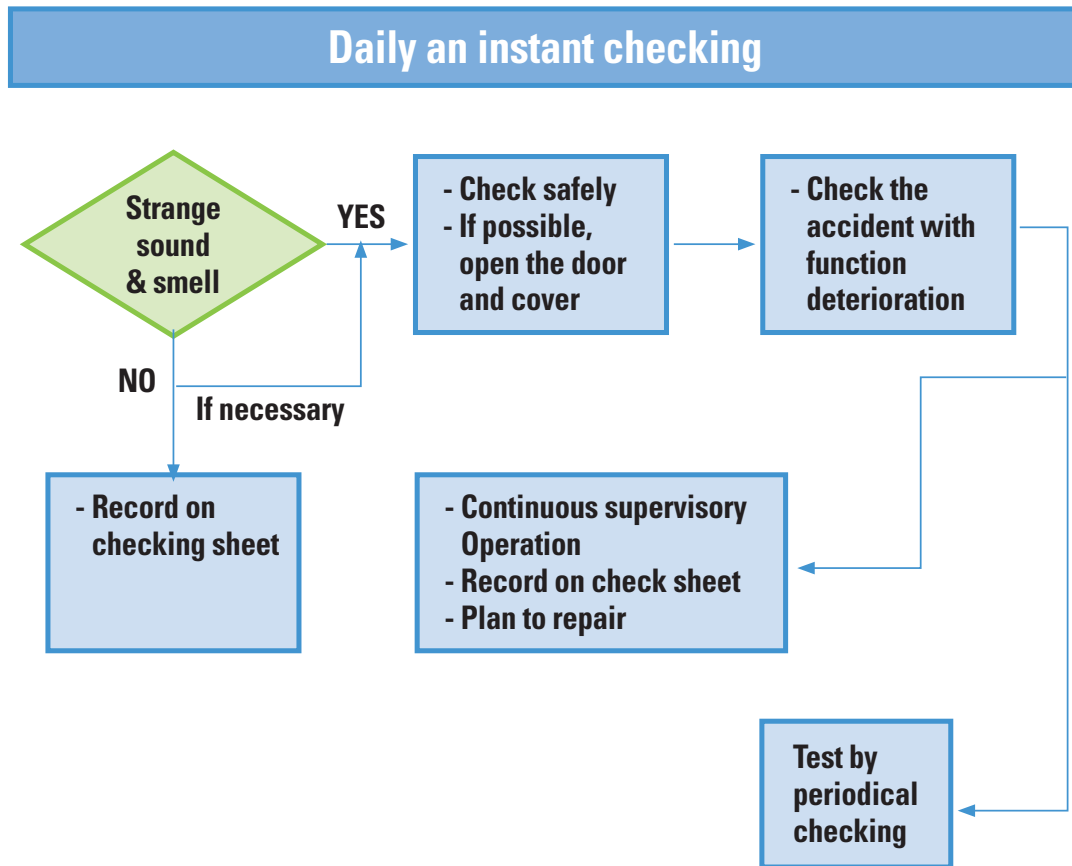 Daily an instant checking
Strange
sound
& smell
YES
- Check safely
- If possible,
open the door
and cover
- Check the
accident with
function
deterioration
NO
If necessary
- Record on
checking sheet
- Continuous supervisory
Operation
- Record on check sheet
- Plan to repair
Test by
periodical
checking